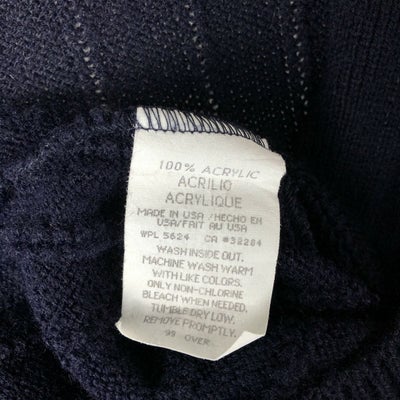 100% ACRYLIC
ACRILIO
ACRYLIQUE
MADE IN USA/HECHO EN
USA/FAIT AU USA
WPL 5624 CA #32284
WASH INSIDE OUT.
MACHINE WASH WARM
WITH LIKE COLORS.
ONLY NON-CHLORINE
BLEACH WHEN NEEDED.
TUMBLE DRY LOW.
REMOVE PROMPTLY.
99 OVER